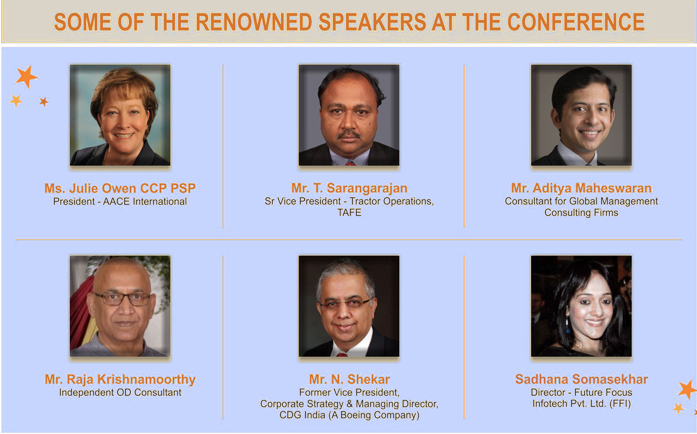 SOME OF THE RENOWNED SPEAKERS AT THE CONFERENCE
Ms. Julie Owen CCP PSP
President - AACE International
Mr. T. Sarangarajan
Sr Vice President - Tractor Operations,
TAFE
Mr. Aditya Maheswaran
Consultant for Global Management
Consulting Firms
Mr. Raja Krishnamoorthy
Independent OD Consultant
Mr. N. Shekar
Former Vice President,
Corporate Strategy & Managing Director,
CDG India (A Boeing Company)
Sadhana Somasekhar
Director - Future Focus
Infotech Pvt. Ltd. (FFI)